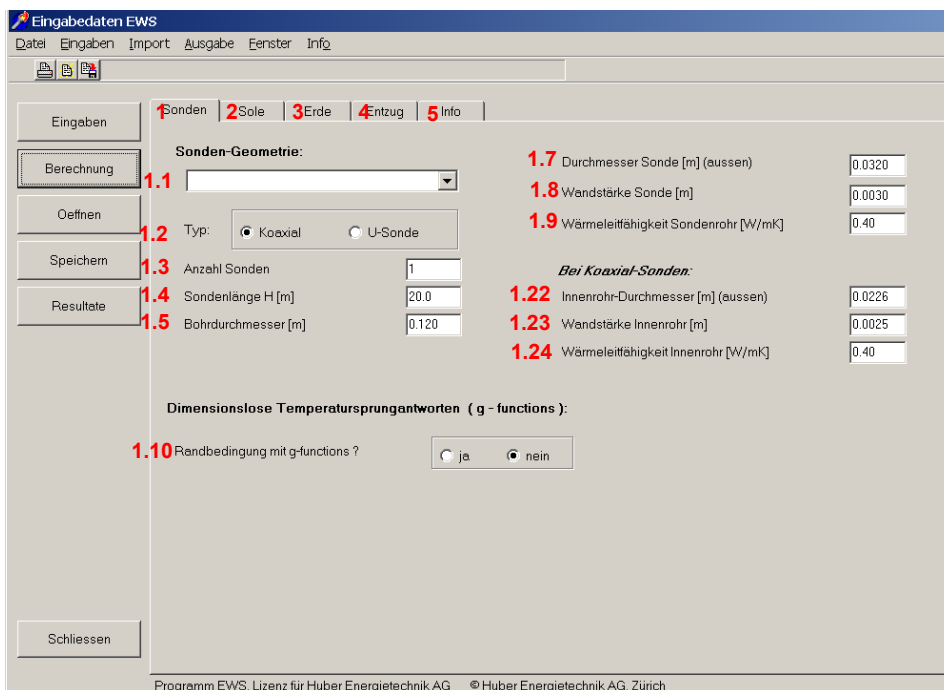 Eingabedaten EWS
Datei Eingaben Import Ausgabe Fenster Info
1 Sonden 2 Sole 3 Erde 4 Entzug 5 Info
Eingaben
Berechnung
Oeffnen
Speichern
Resultate
Schliessen
Sonden-Geometrie:
1.1
1.2 Typ: Koaxial U-Sonde
1.3 Anzahl Sonden 1
1.4 Sondenlänge H [m] 20.0
1.5 Bohrdurchmesser [m] 0.120
1.7 Durchmesser Sonde [m] (aussen) 0.0320
1.8 Wandstärke Sonde [m] 0.0030
1.9 Wärmeleitfähigkeit Sondenrohr [W/mK] 0.40
Bei Koaxial-Sonden:
1.22 Innenrohr-Durchmesser [m] (aussen) 0.0226
1.23 Wandstärke Innenrohr [m] 0.0025
1.24 Wärmeleitfähigkeit Innenrohr [W/mK] 0.40
Dimensionslose Temperatursprungantworten ( g - functions ):
1.10 Randbedingung mit g-functions ? ja nein
Programm EWS. Lizenz für Huber Energietechnik AG © Huber Energietechnik AG, Zürich